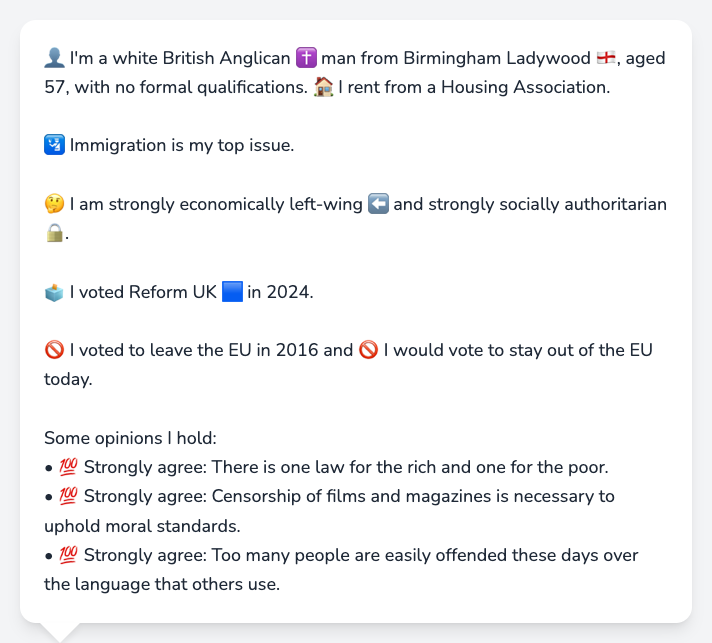 👤 I'm a white British Anglican ✝️ man from Birmingham Ladywood 🏴󠁧󠁢󠁥󠁮󠁧󠁿, aged
57, with no formal qualifications. 🏠 I rent from a Housing Association.
🛂 Immigration is my top issue.
🤔 I am strongly economically left-wing ⬅️ and strongly socially authoritarian
🔒.
🗳️ I voted Reform UK 🟦 in 2024.
🚫 I voted to leave the EU in 2016 and 🚫 I would vote to stay out of the EU
today.
Some opinions I hold:
• 💯 Strongly agree: There is one law for the rich and one for the poor.
• 💯 Strongly agree: Censorship of films and magazines is necessary to
uphold moral standards.
• 💯 Strongly agree: Too many people are easily offended these days over
the language that others use.